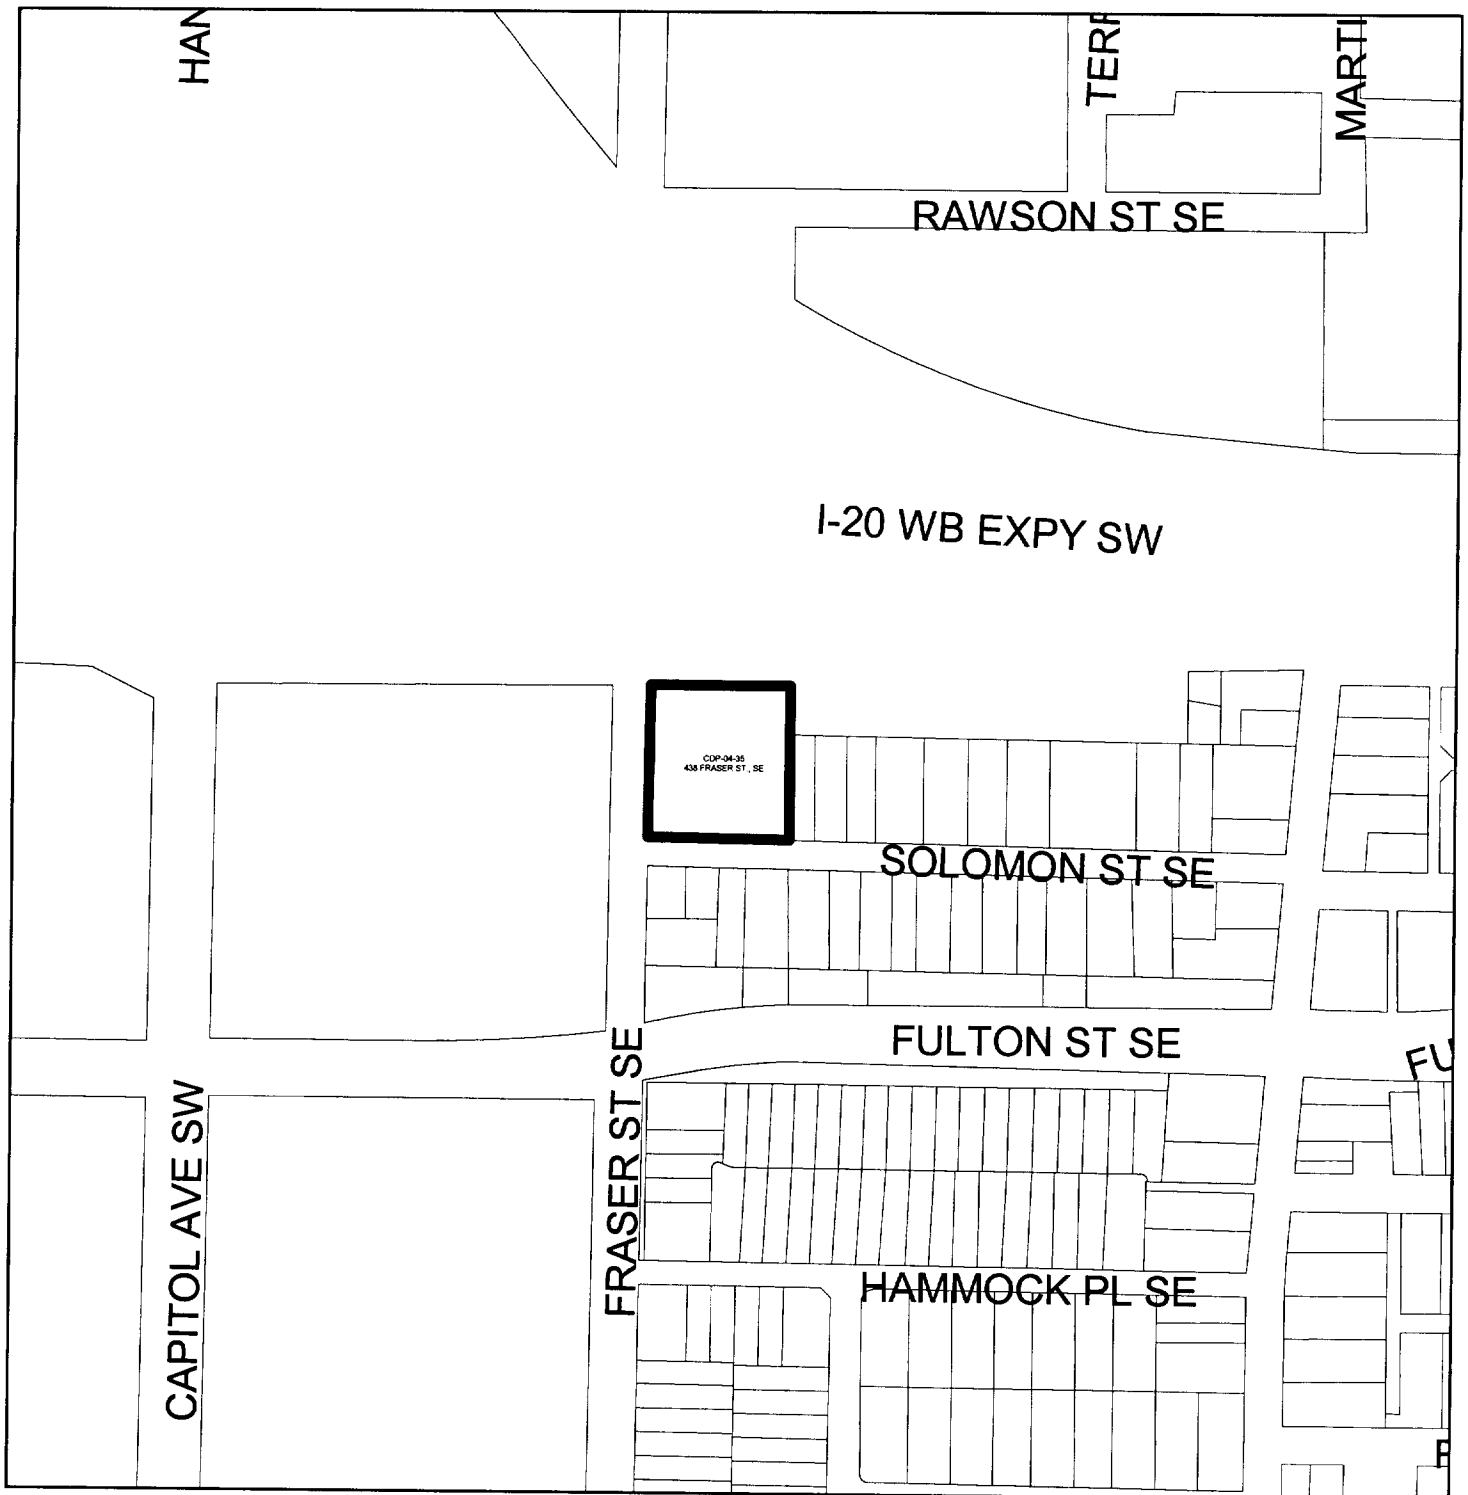 HAN
TERR
MARTI
RAWSON ST SE
I-20 WB EXPY SW
CDP-04-35
438 FRASER ST., SE
SOLOMON ST SE
FULTON ST SE
FU
FRASER ST SE
CAPITOL AVE SW
HAMMOCK PL SE